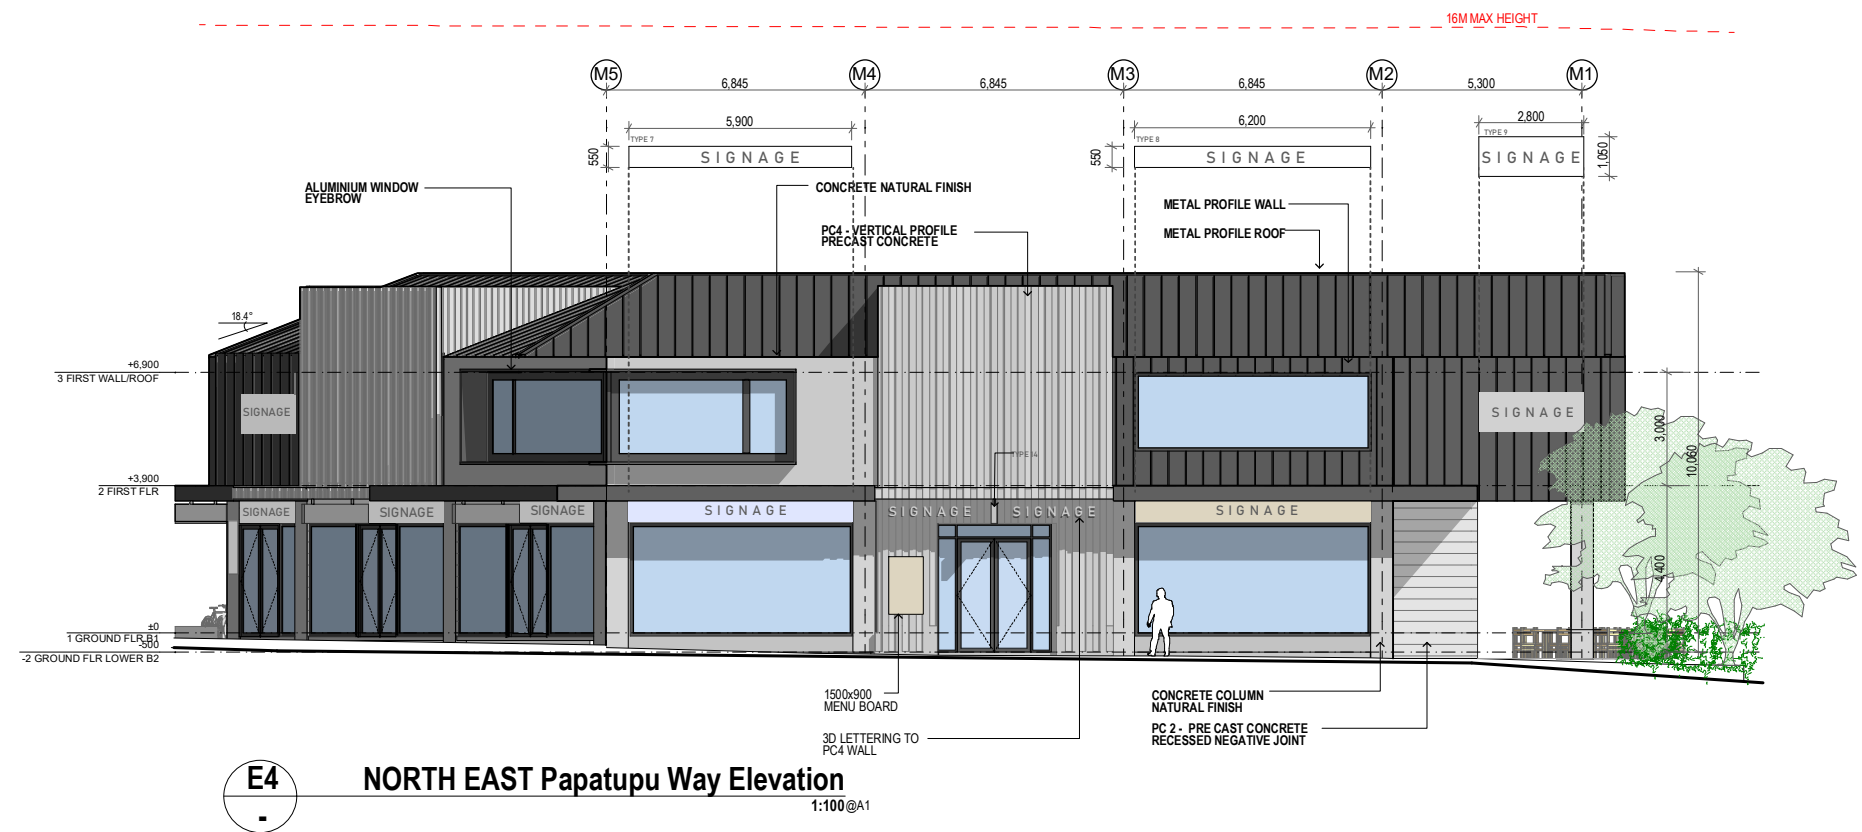 16M MAX HEIGHT
M5
M4
M3
M2
M1
6,845
6,845
6,845
5,300
5,900
6,200
2,800
TYPE 7
TYPE 8
TYPE 9
550
SIGNAGE
550
SIGNAGE
SIGNAGE
1,050
ALUMINIUM WINDOW
EYEBROW
CONCRETE NATURAL FINISH
PC4 - VERTICAL PROFILE
PRECAST CONCRETE
METAL PROFILE WALL
METAL PROFILE ROOF
18.4°
+6,900
3 FIRST WALL/ROOF
SIGNAGE
SIGNAGE
3,000
10,060
TYPE 14
+3,900
2 FIRST FLR
SIGNAGE
SIGNAGE
SIGNAGE
SIGNAGE
SIGNAGE
SIGNAGE
SIGNAGE
4,400
±0
1 GROUND FLR B1
-500
-2 GROUND FLR LOWER B2
1500x900
MENU BOARD
3D LETTERING TO
PC4 WALL
CONCRETE COLUMN
NATURAL FINISH
PC 2 - PRE CAST CONCRETE
RECESSED NEGATIVE JOINT
E4
-
NORTH EAST Papatupu Way Elevation
1:100@A1